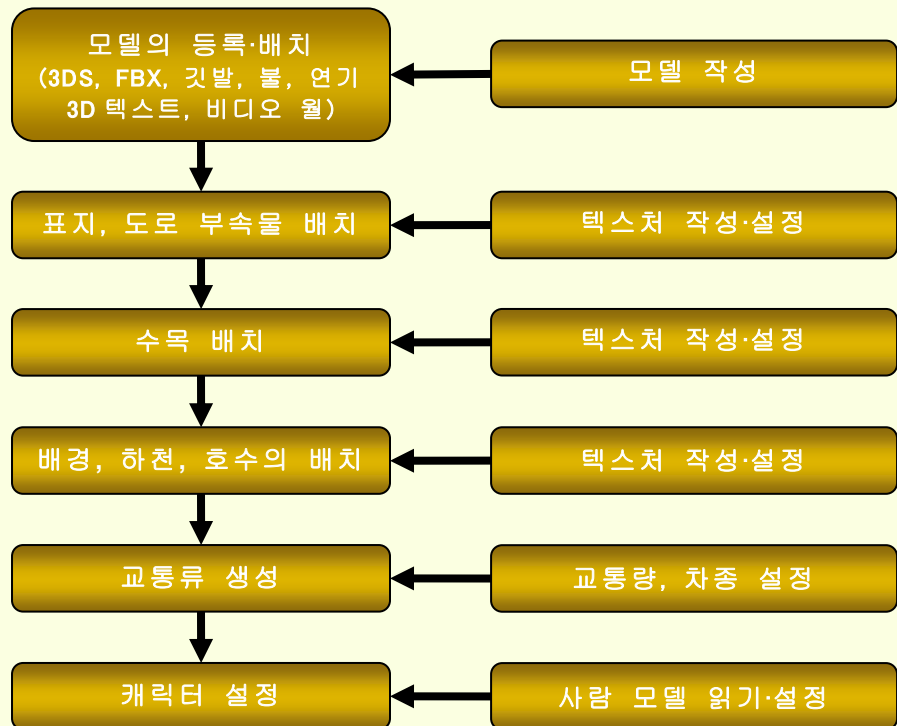 모델의 등록·배치
(3DS, FBX, 깃발, 불, 연기
3D 텍스트, 비디오 월)
모델 작성
표지, 도로 부속물 배치
텍스처 작성·설정
수목 배치
텍스처 작성·설정
배경, 하천, 호수의 배치
텍스처 작성·설정
교통류 생성
교통량, 차종 설정
캐릭터 설정
사람 모델 읽기·설정